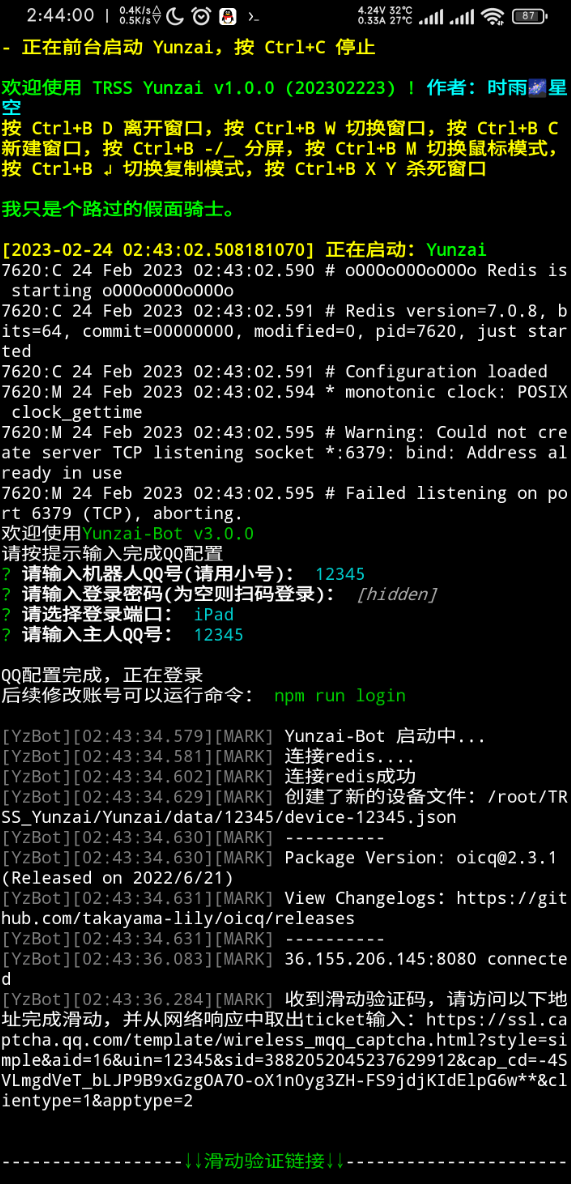 2:44:00 | 0.4K/s 0.5K/s 4.24V 32°C 0.33A 27°C 87
- 正在前台启动 Yunzai，按 Ctrl+C 停止
欢迎使用 TRSS Yunzai v1.0.0 (202302223) ! 作者：时雨🌌星
空
按 Ctrl+B D 离开窗口，按 Ctrl+B W 切换窗口，按 Ctrl+B C
新建窗口，按 Ctrl+B -/_ 分屏，按 Ctrl+B M 切换鼠标模式，
按 Ctrl+B ↲ 切换复制模式，按 Ctrl+B X Y 杀死窗口
我只是个路过的假面骑士。
[2023-02-24 02:43:02.508181070] 正在启动：Yunzai
7620:C 24 Feb 2023 02:43:02.590 # oO0OoO0OoO0Oo Redis is
starting oO0OoO0OoO0Oo
7620:C 24 Feb 2023 02:43:02.591 # Redis version=7.0.8, b
its=64, commit=00000000, modified=0, pid=7620, just star
ted
7620:C 24 Feb 2023 02:43:02.591 # Configuration loaded
7620:M 24 Feb 2023 02:43:02.594 * monotonic clock: POSIX
clock_gettime
7620:M 24 Feb 2023 02:43:02.595 # Warning: Could not cre
ate server TCP listening socket *:6379: bind: Address al
ready in use
7620:M 24 Feb 2023 02:43:02.595 # Failed listening on po
rt 6379 (TCP), aborting.
欢迎使用Yunzai-Bot v3.0.0
请按提示输入完成QQ配置
? 请输入机器人QQ号(请用小号)： 12345
? 请输入登录密码(为空则扫码登录)： [hidden]
? 请选择登录端口： iPad
? 请输入主人QQ号： 12345
QQ配置完成，正在登录
后续修改账号可以运行命令： npm run login
[YzBot][02:43:34.579][MARK] Yunzai-Bot 启动中...
[YzBot][02:43:34.581][MARK] 连接redis....
[YzBot][02:43:34.602][MARK] 连接redis成功
[YzBot][02:43:34.629][MARK] 创建了新的设备文件：/root/TR
SS_Yunzai/Yunzai/data/12345/device-12345.json
[YzBot][02:43:34.630][MARK] ----------
[YzBot][02:43:34.630][MARK] Package Version: oicq@2.3.1
(Released on 2022/6/21)
[YzBot][02:43:34.631][MARK] View Changelogs：https://git
hub.com/takayama-lily/oicq/releases
[YzBot][02:43:34.631][MARK] ----------
[YzBot][02:43:36.083][MARK] 36.155.206.145:8080 connecte
d
[YzBot][02:43:36.284][MARK] 收到滑动验证码，请访问以下地
址完成滑动，并从网络响应中取出ticket输入：https://ssl.ca
ptcha.qq.com/template/wireless_mqq_captcha.html?style=si
mple&aid=16&uin=12345&sid=3882052045237629912&cap_cd=-4S
VLmgdVeT_bLJP9B9xGzgOA7O-oX1n0yg3ZH-FS9jdjKIdElpG6w**&cl
ientype=1&apptype=2
------------------↓↓滑动验证链接↓↓----------------------